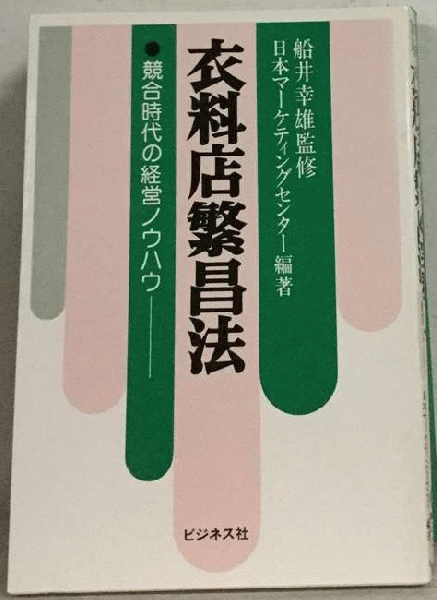 船井幸雄監修
日本マーケティングセンター 編著
衣料店繁昌法
●競合時代の経営ノウハウ——
ビジネス社